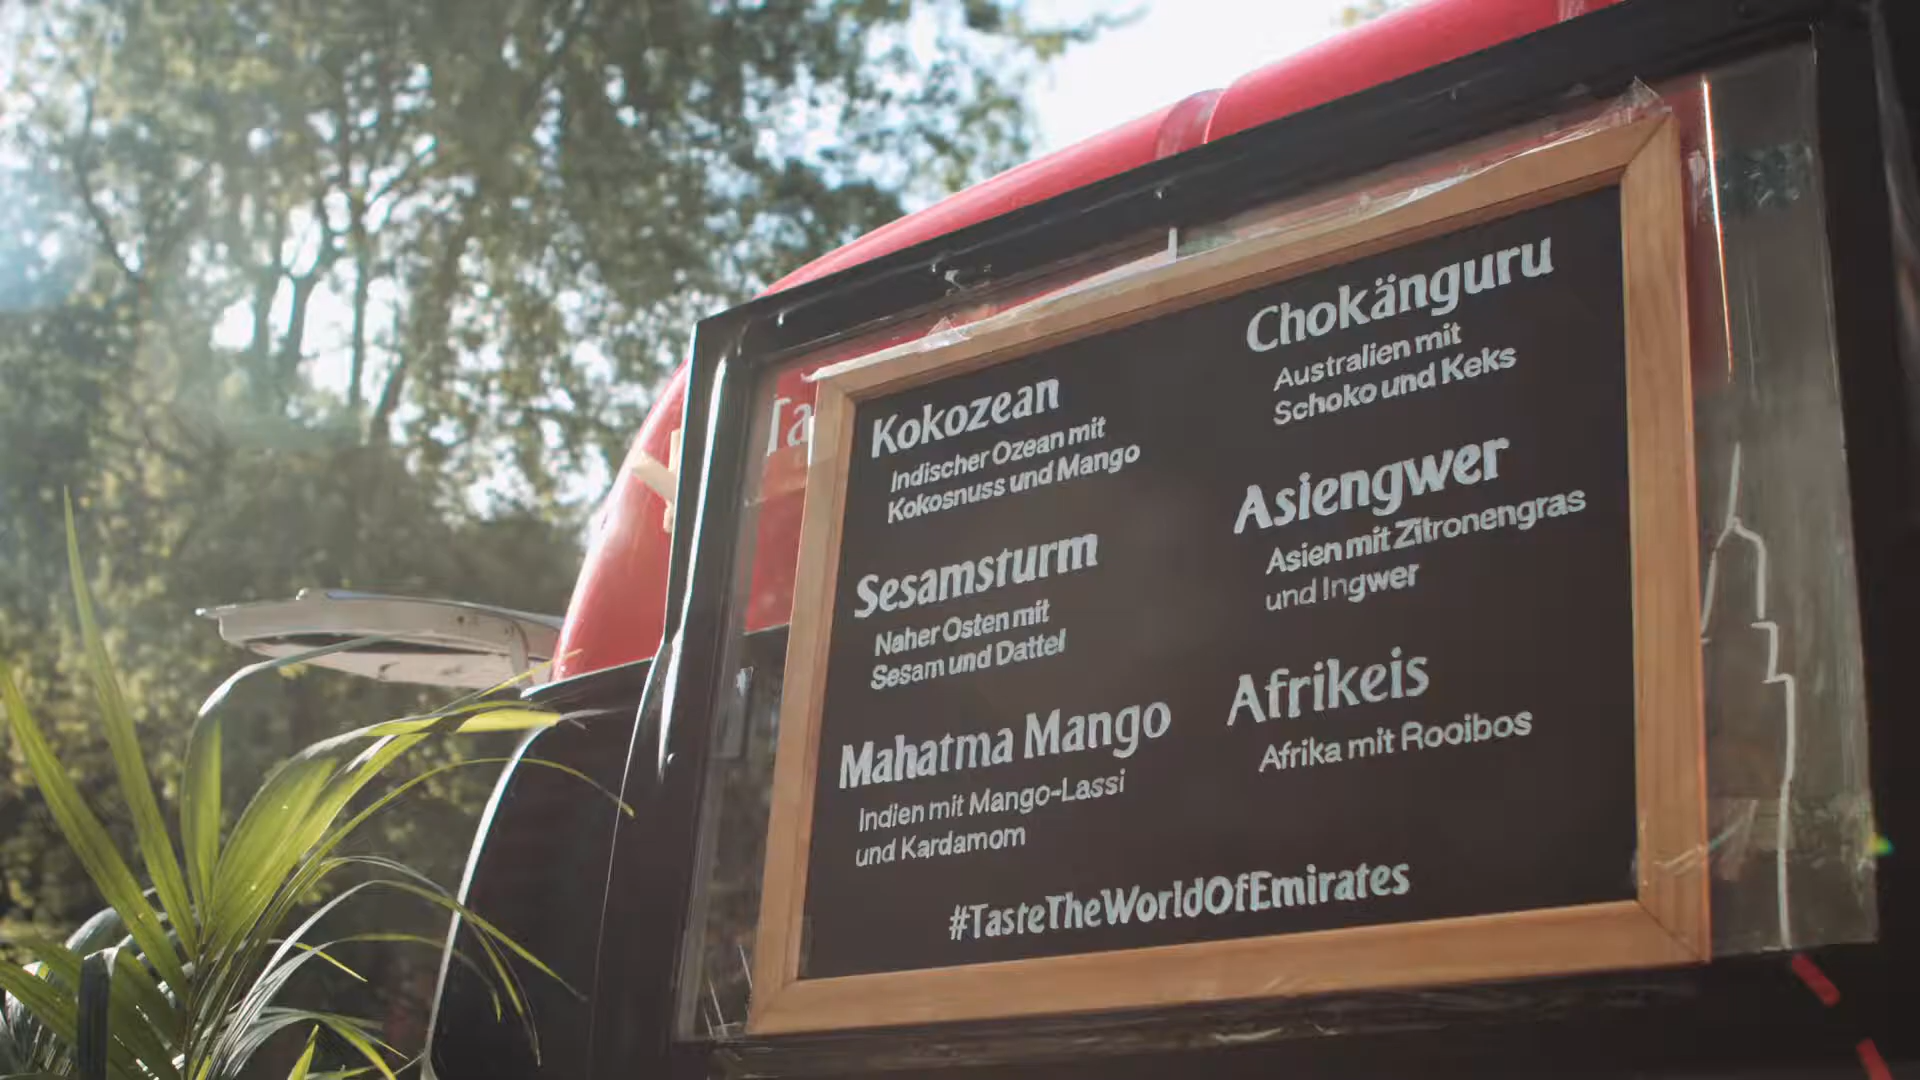 Ta
Kokozean
Indischer Ozean mit
Kokosnuss und Mango
Sesamsturm
Naher Osten mit
Sesam und Dattel
Mahatma Mango
Indien mit Mango-Lassi
und Kardamom
Chokänguru
Australien mit
Schoko und Keks
Asiengwer
Asien mit Zitronengras
und Ingwer
Afrikeis
Afrika mit Rooibos
#TasteTheWorldOfEmirates